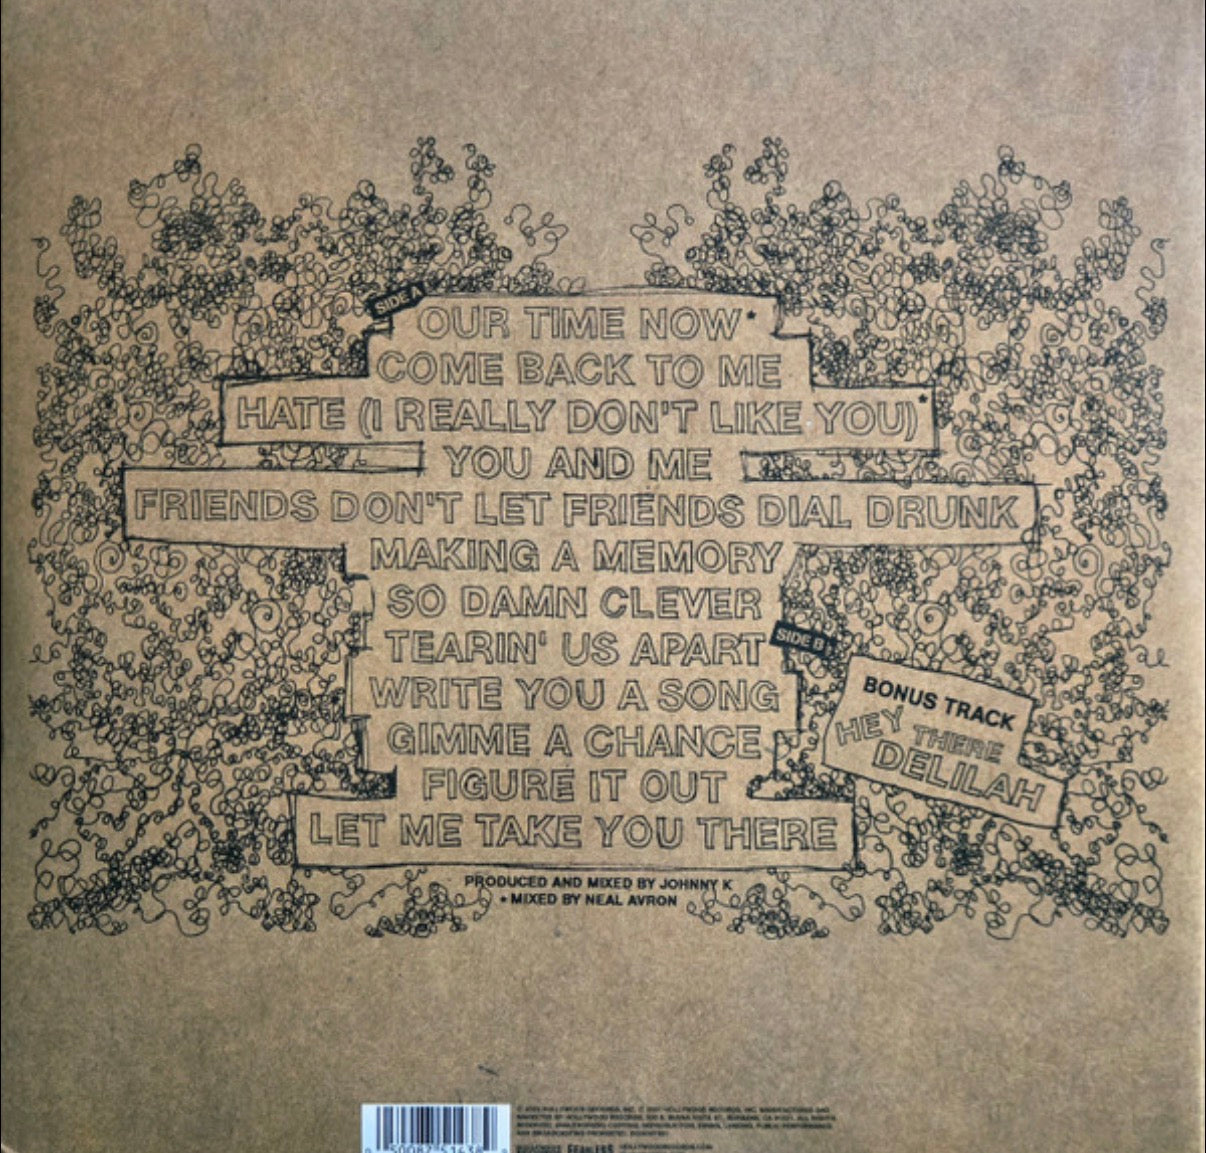 SIDE A
OUR TIME NOW*
COME BACK TO ME
HATE (I REALLY DON'T LIKE YOU)*
YOU AND ME
FRIENDS DON'T LET FRIENDS DIAL DRUNK
MAKING A MEMORY
SO DAMN CLEVER
TEARIN' US APART
SIDE B
WRITE YOU A SONG
GIMME A CHANCE
FIGURE IT OUT
LET ME TAKE YOU THERE
BONUS TRACK
HEY THERE
DELILAH
PRODUCED AND MIXED BY JOHNNY K
* MIXED BY NEAL AVRON
FEARLESS